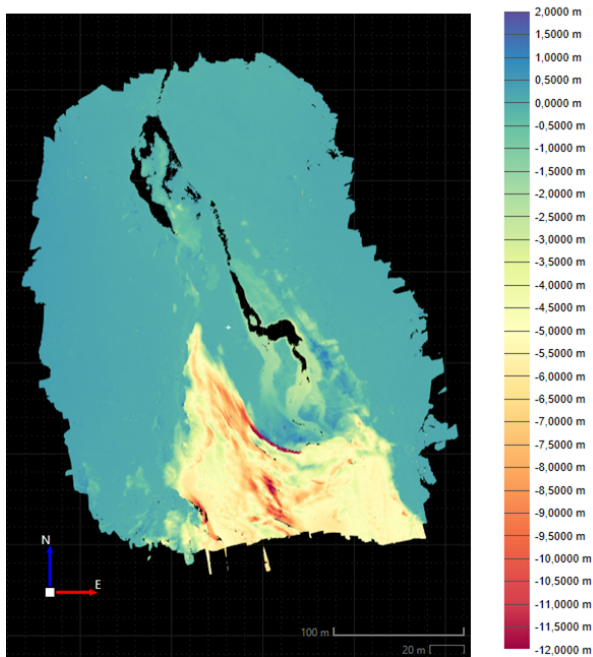 2,0000 m
1,5000 m
1,0000 m
0,5000 m
0,0000 m
-0,5000 m
-1,0000 m
-1,5000 m
-2,0000 m
-2,5000 m
-3,0000 m
-3,5000 m
-4,0000 m
-4,5000 m
-5,0000 m
-5,5000 m
-6,0000 m
-6,5000 m
-7,0000 m
-7,5000 m
-8,0000 m
-8,5000 m
-9,0000 m
-9,5000 m
-10,0000 m
-10,5000 m
-11,0000 m
-11,5000 m
-12,0000 m
N
E
100 m
20 m